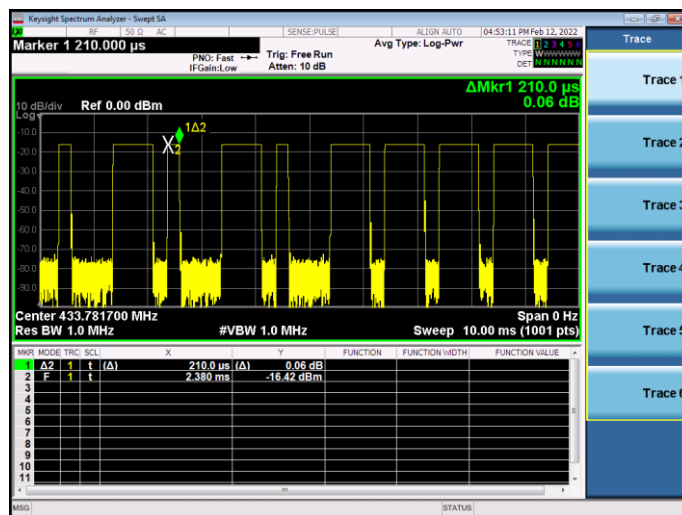 Keysight Spectrum Analyzer - Swept SA
RF 50 Ω AC SENSE:PULSE ALIGN AUTO 04:53:11 PM Feb 12, 2022
Marker 1 210.000 µs
PNO: Fast
IFGain:Low
Trig: Free Run
Atten: 10 dB
Avg Type: Log-Pwr
TRACE 1 2 3 4 5 6
TYPE WWWWWW
DET N N N N N N
Trace
ΔMkr1 210.0 µs
0.06 dB
10 dB/div Ref 0.00 dBm
Log
-10.0
-20.0
-30.0
-40.0
-50.0
-60.0
-70.0
-80.0
-90.0
1Δ2
X2
Center 433.781700 MHz Span 0 Hz
Res BW 1.0 MHz #VBW 1.0 MHz Sweep 10.00 ms (1001 pts)
MKR MODE TRC SCL X Y FUNCTION FUNCTION WIDTH FUNCTION VALUE
1 Δ2 1 t (Δ) 210.0 µs (Δ) 0.06 dB
2 F 1 t 2.380 ms -16.42 dBm
3
4
5
6
7
8
9
10
11
MSG STATUS
Trace 1
Trace 2
Trace 3
Trace 4
Trace 5
Trace 6